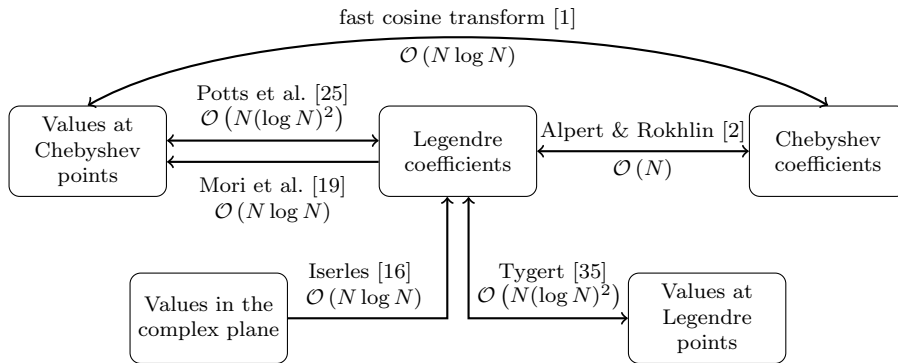 fast cosine transform [1]
O (N log N)
Potts et al. [25]
O (N(log N)²)
Values at
Chebyshev
points
Legendre
coefficients
Alpert & Rokhlin [2]
O (N)
Chebyshev
coefficients
Mori et al. [19]
O (N log N)
Iserles [16]
O (N log N)
Tygert [35]
O (N(log N)²)
Values in the
complex plane
Values at
Legendre
points